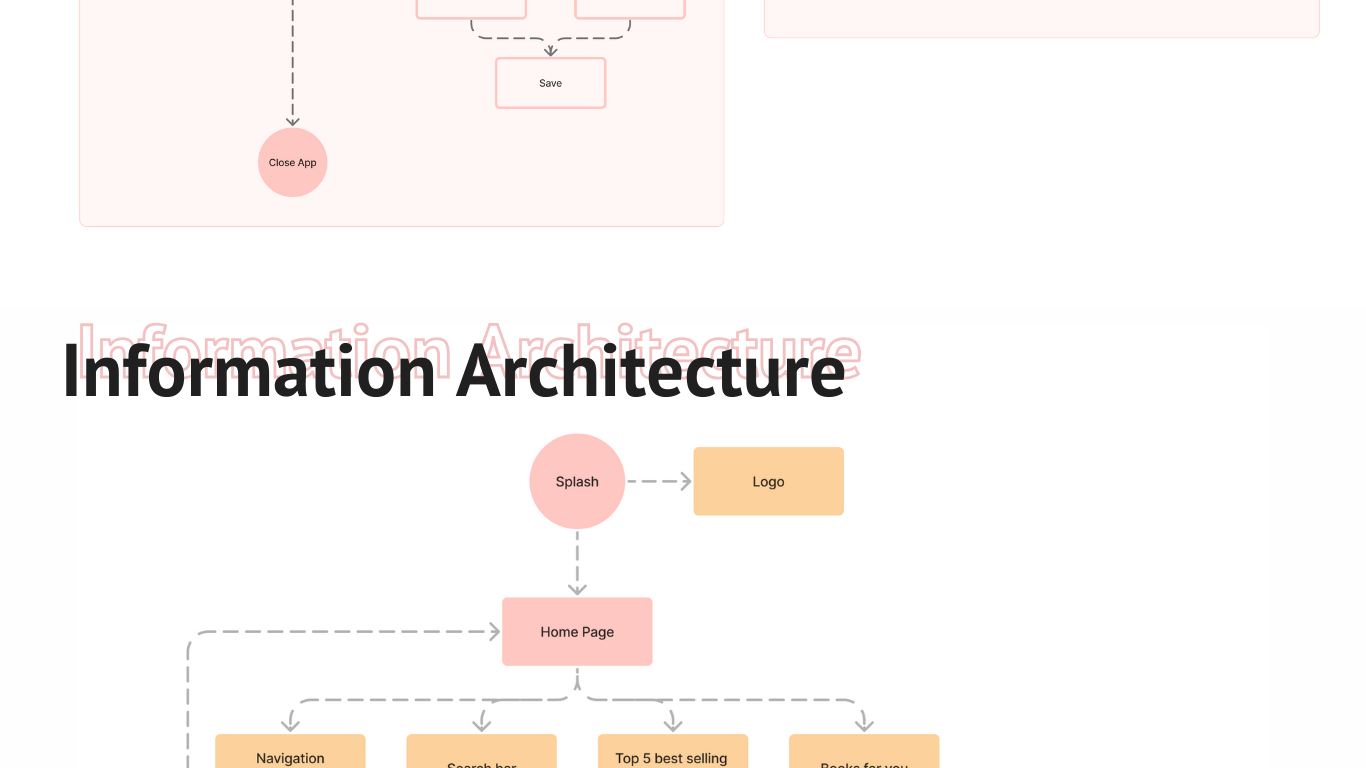 Save
Close App
Information Architecture
Information Architecture
Splash
Logo
Home Page
Navigation
Search bar
Top 5 best selling
Books for you